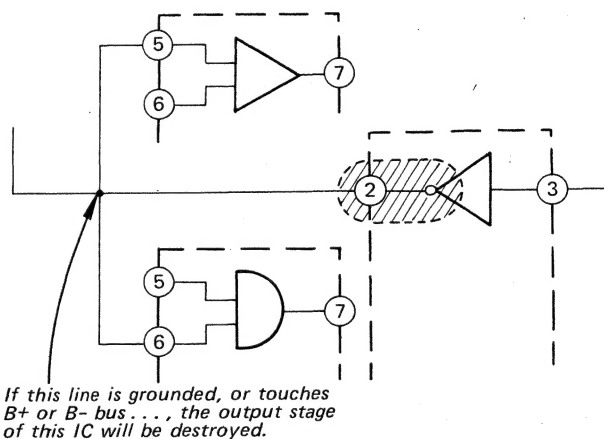 5
7
6
2
3
5
7
6
If this line is grounded, or touches
B+ or B- bus ..., the output stage
of this IC will be destroyed.